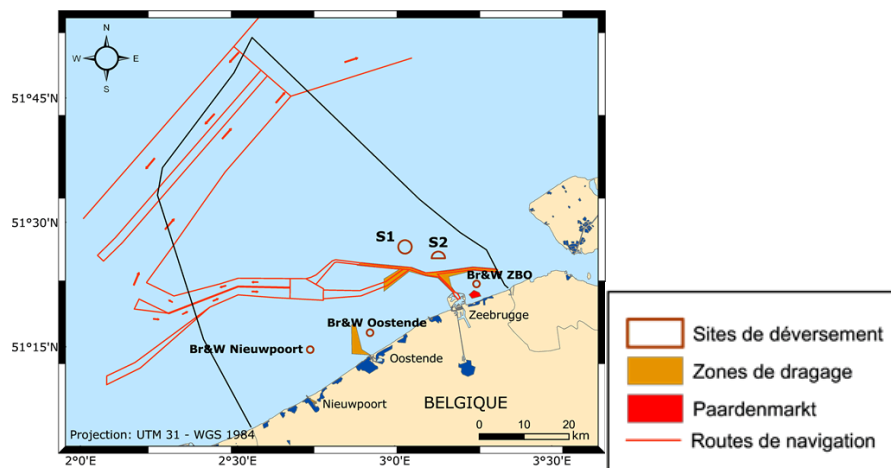 N
W E
S
51°45'N
51°30'N
51°15'N
S1
S2
Br&W ZBO
Zeebrugge
Br&W Oostende
Br&W Nieuwpoort
Oostende
Nieuwpoort
BELGIQUE
0 10 20
km
Projection: UTM 31 - WGS 1984
2°0'E 2°30'E 3°0'E 3°30'E
Sites de déversement
Zones de dragage
Paardenmarkt
Routes de navigation